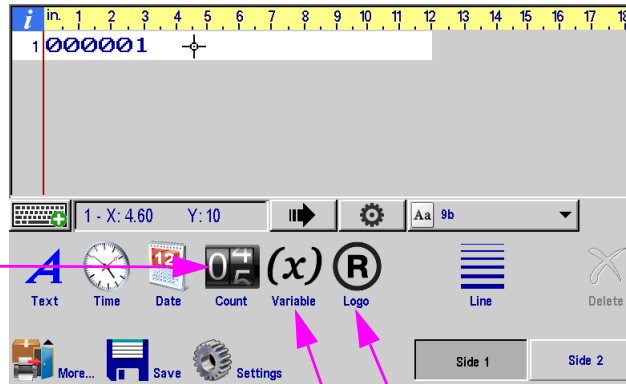 i in. 1 2 3 4 5 6 7 8 9 10 11 12 13 14 15 16 17 18
1 000001
1 - X: 4.60 Y: 10 Aa 9b
12 04 5 (x) R
Text Time Date Count Variable Logo Line Delete
More... Save Settings Side 1 Side 2